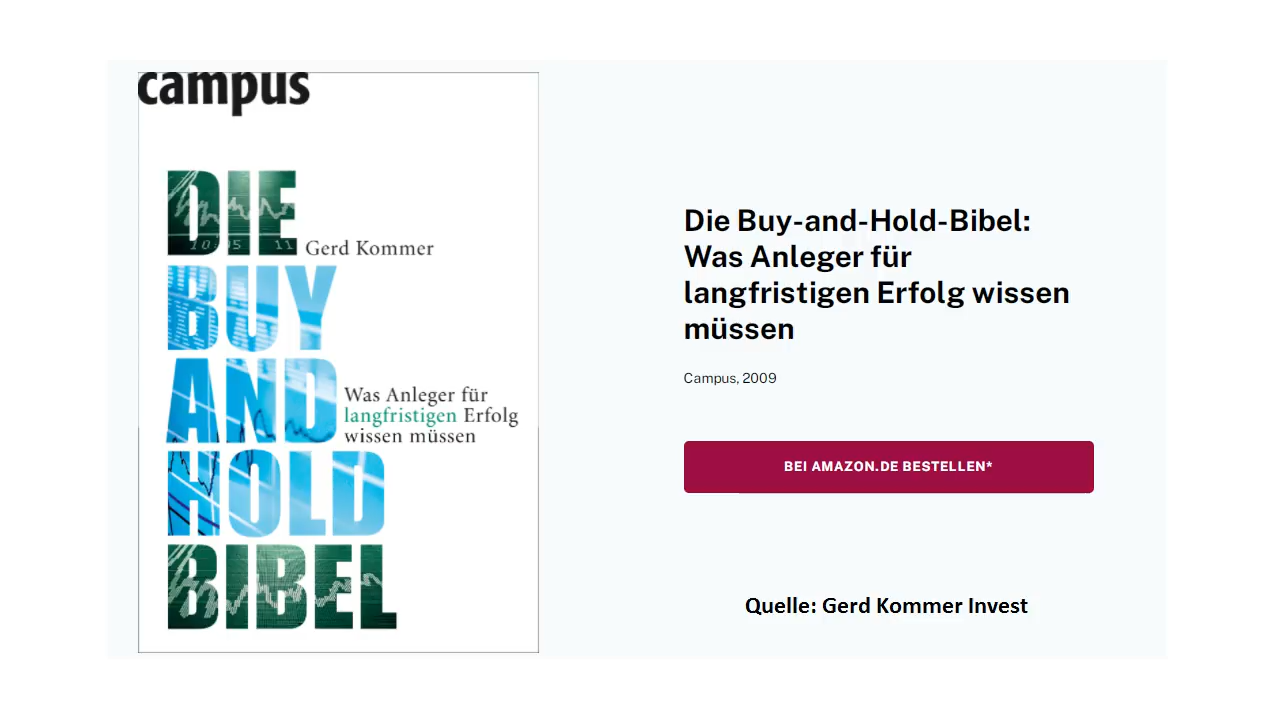 campus
DIE
Gerd Kommer
BUY
AND
Was Anleger für
langfristigen Erfolg
wissen müssen
HOLD
BIBEL
Die Buy-and-Hold-Bibel:
Was Anleger für
langfristigen Erfolg wissen
müssen
Campus, 2009
BEI AMAZON.DE BESTELLEN*
Quelle: Gerd Kommer Invest